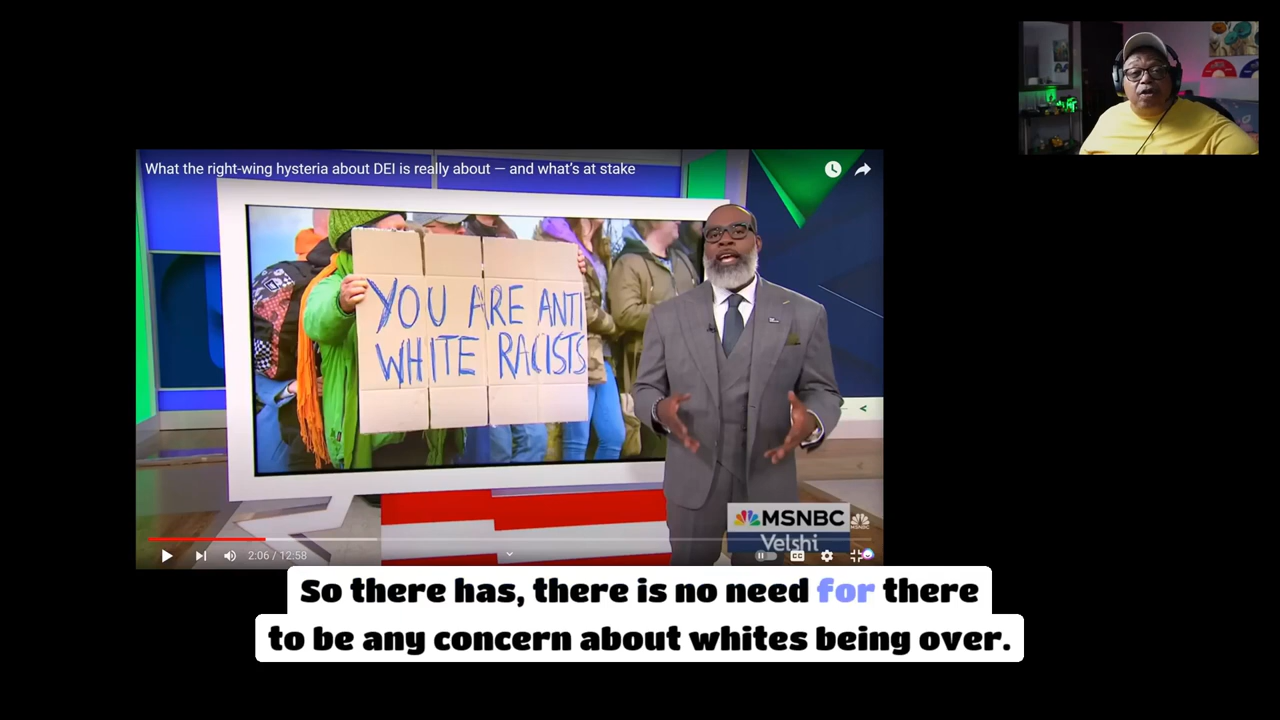 What the right-wing hysteria about DEI is really about — and what's at stake
YOU ARE ANTI
WHITE RACISTS
MSNBC
Velshi
2:06 / 12:58
CC
So there has, there is no need for there
to be any concern about whites being over.